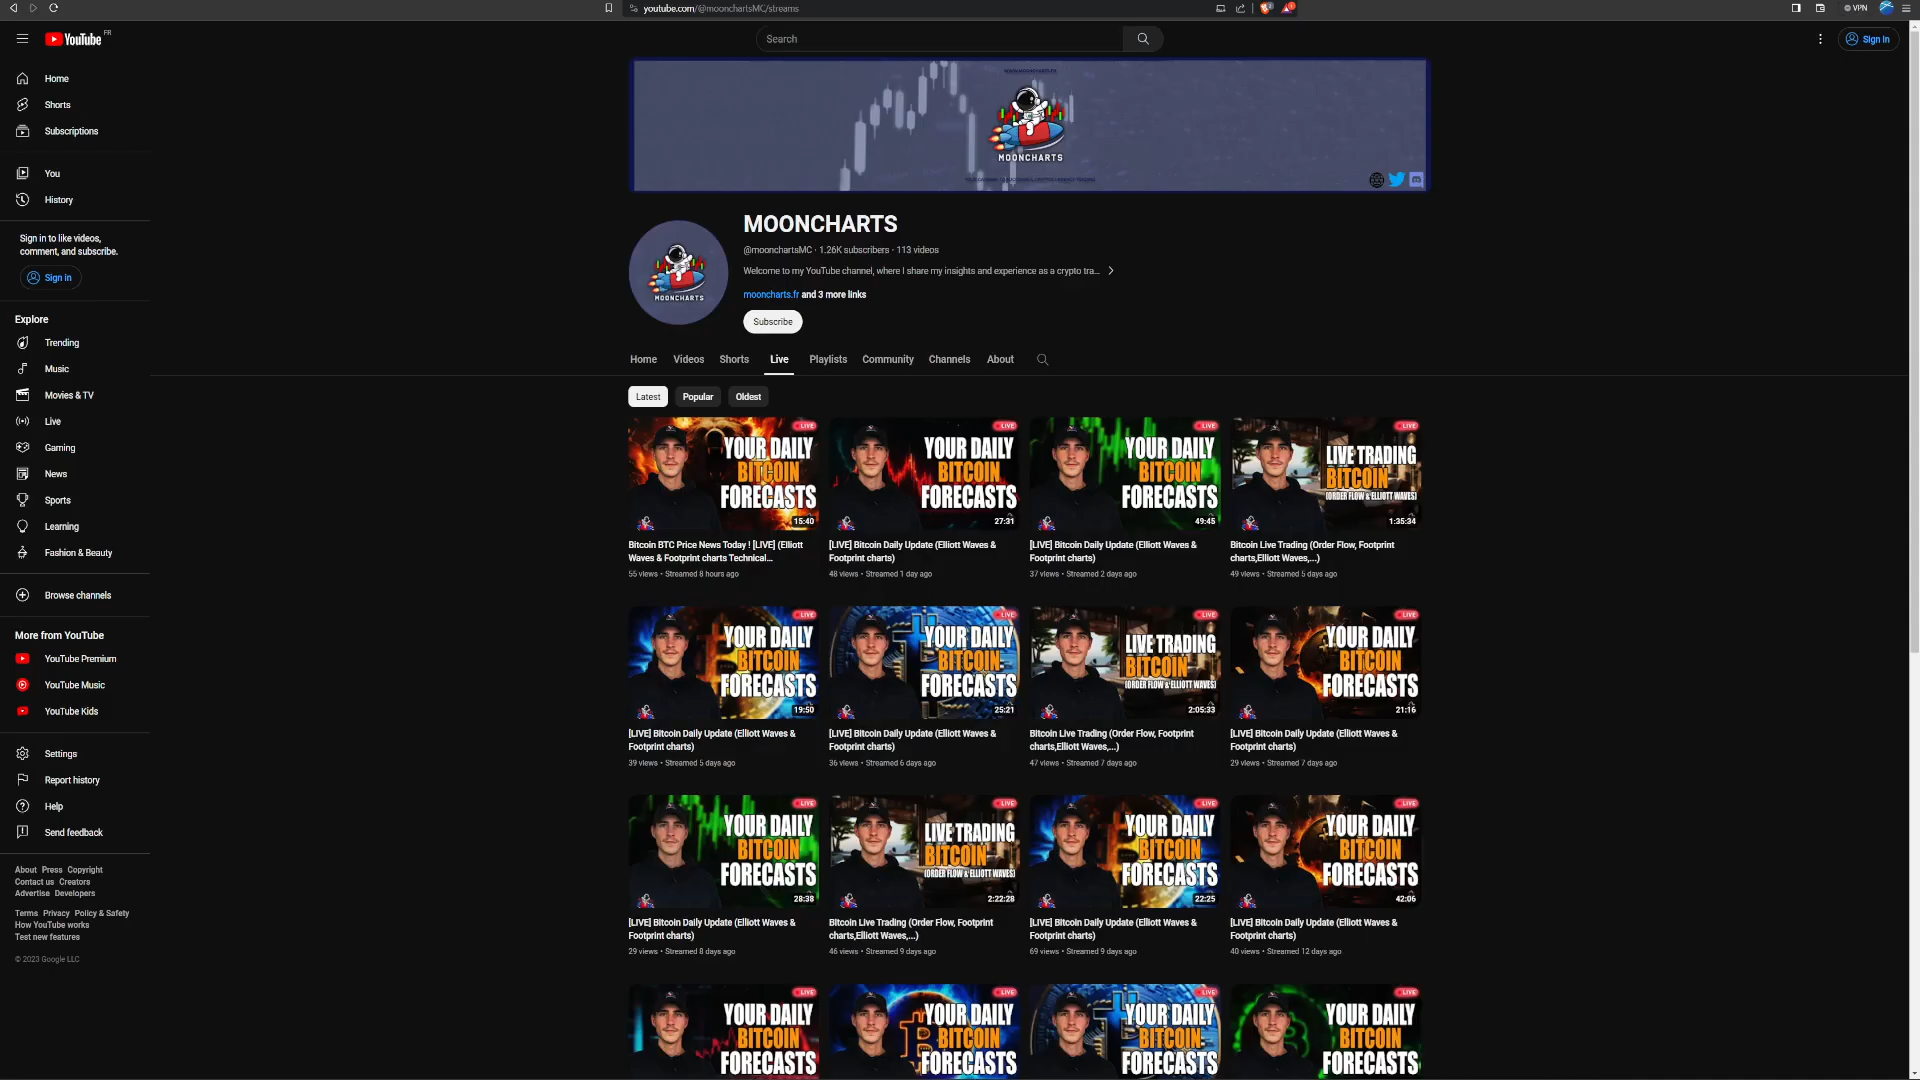 youtube.com/@moonchartsMC/streams
VPN
YouTube FR
Search
Sign in
Home
Shorts
Subscriptions
You
History
Sign in to like videos,
comment, and subscribe.
Sign in
Explore
Trending
Music
Movies & TV
Live
Gaming
News
Sports
Learning
Fashion & Beauty
Browse channels
More from YouTube
YouTube Premium
YouTube Music
YouTube Kids
Settings
Report history
Help
Send feedback
About Press Copyright
Contact us Creators
Advertise Developers
Terms Privacy Policy & Safety
How YouTube works
Test new features
© 2023 Google LLC
MOONCHARTS
MOONCHARTS
MOONCHARTS
@moonchartsMC · 1.26K subscribers · 113 videos
Welcome to my YouTube channel, where I share my insights and experience as a crypto tra...
mooncharts.fr and 3 more links
Subscribe
Home Videos Shorts Live Playlists Community Channels About
Latest Popular Oldest
LIVE
YOUR DAILY
BITCOIN
FORECASTS
15:40
Bitcoin BTC Price News Today ! [LIVE] (Elliott
Waves & Footprint charts Technical...
55 views • Streamed 8 hours ago
LIVE
YOUR DAILY
BITCOIN
FORECASTS
27:31
[LIVE] Bitcoin Daily Update (Elliott Waves &
Footprint charts)
48 views • Streamed 1 day ago
LIVE
YOUR DAILY
BITCOIN
FORECASTS
49:45
[LIVE] Bitcoin Daily Update (Elliott Waves &
Footprint charts)
37 views • Streamed 2 days ago
LIVE
LIVE TRADING
BITCOIN
(ORDER FLOW & ELLIOTT WAVES)
1:35:34
Bitcoin Live Trading (Order Flow, Footprint
charts,Elliott Waves,...)
49 views • Streamed 5 days ago
LIVE
YOUR DAILY
BITCOIN
FORECASTS
19:50
[LIVE] Bitcoin Daily Update (Elliott Waves &
Footprint charts)
39 views • Streamed 5 days ago
LIVE
YOUR DAILY
BITCOIN
FORECASTS
25:21
[LIVE] Bitcoin Daily Update (Elliott Waves &
Footprint charts)
36 views • Streamed 6 days ago
LIVE
LIVE TRADING
BITCOIN
(ORDER FLOW & ELLIOTT WAVES)
2:05:33
Bitcoin Live Trading (Order Flow, Footprint
charts,Elliott Waves,...)
47 views • Streamed 7 days ago
LIVE
YOUR DAILY
BITCOIN
FORECASTS
21:16
[LIVE] Bitcoin Daily Update (Elliott Waves &
Footprint charts)
29 views • Streamed 7 days ago
LIVE
YOUR DAILY
BITCOIN
FORECASTS
28:38
[LIVE] Bitcoin Daily Update (Elliott Waves &
Footprint charts)
29 views • Streamed 8 days ago
LIVE
LIVE TRADING
BITCOIN
(ORDER FLOW & ELLIOTT WAVES)
2:22:28
Bitcoin Live Trading (Order Flow, Footprint
charts,Elliott Waves,...)
46 views • Streamed 9 days ago
LIVE
YOUR DAILY
BITCOIN
FORECASTS
22:25
[LIVE] Bitcoin Daily Update (Elliott Waves &
Footprint charts)
69 views • Streamed 9 days ago
LIVE
YOUR DAILY
BITCOIN
FORECASTS
42:06
[LIVE] Bitcoin Daily Update (Elliott Waves &
Footprint charts)
40 views • Streamed 12 days ago
LIVE
YOUR DAILY
BITCOIN
FORECASTS
LIVE
YOUR DAILY
BITCOIN
FORECASTS
LIVE
YOUR DAILY
BITCOIN
FORECASTS
LIVE
YOUR DAILY
BITCOIN
FORECASTS